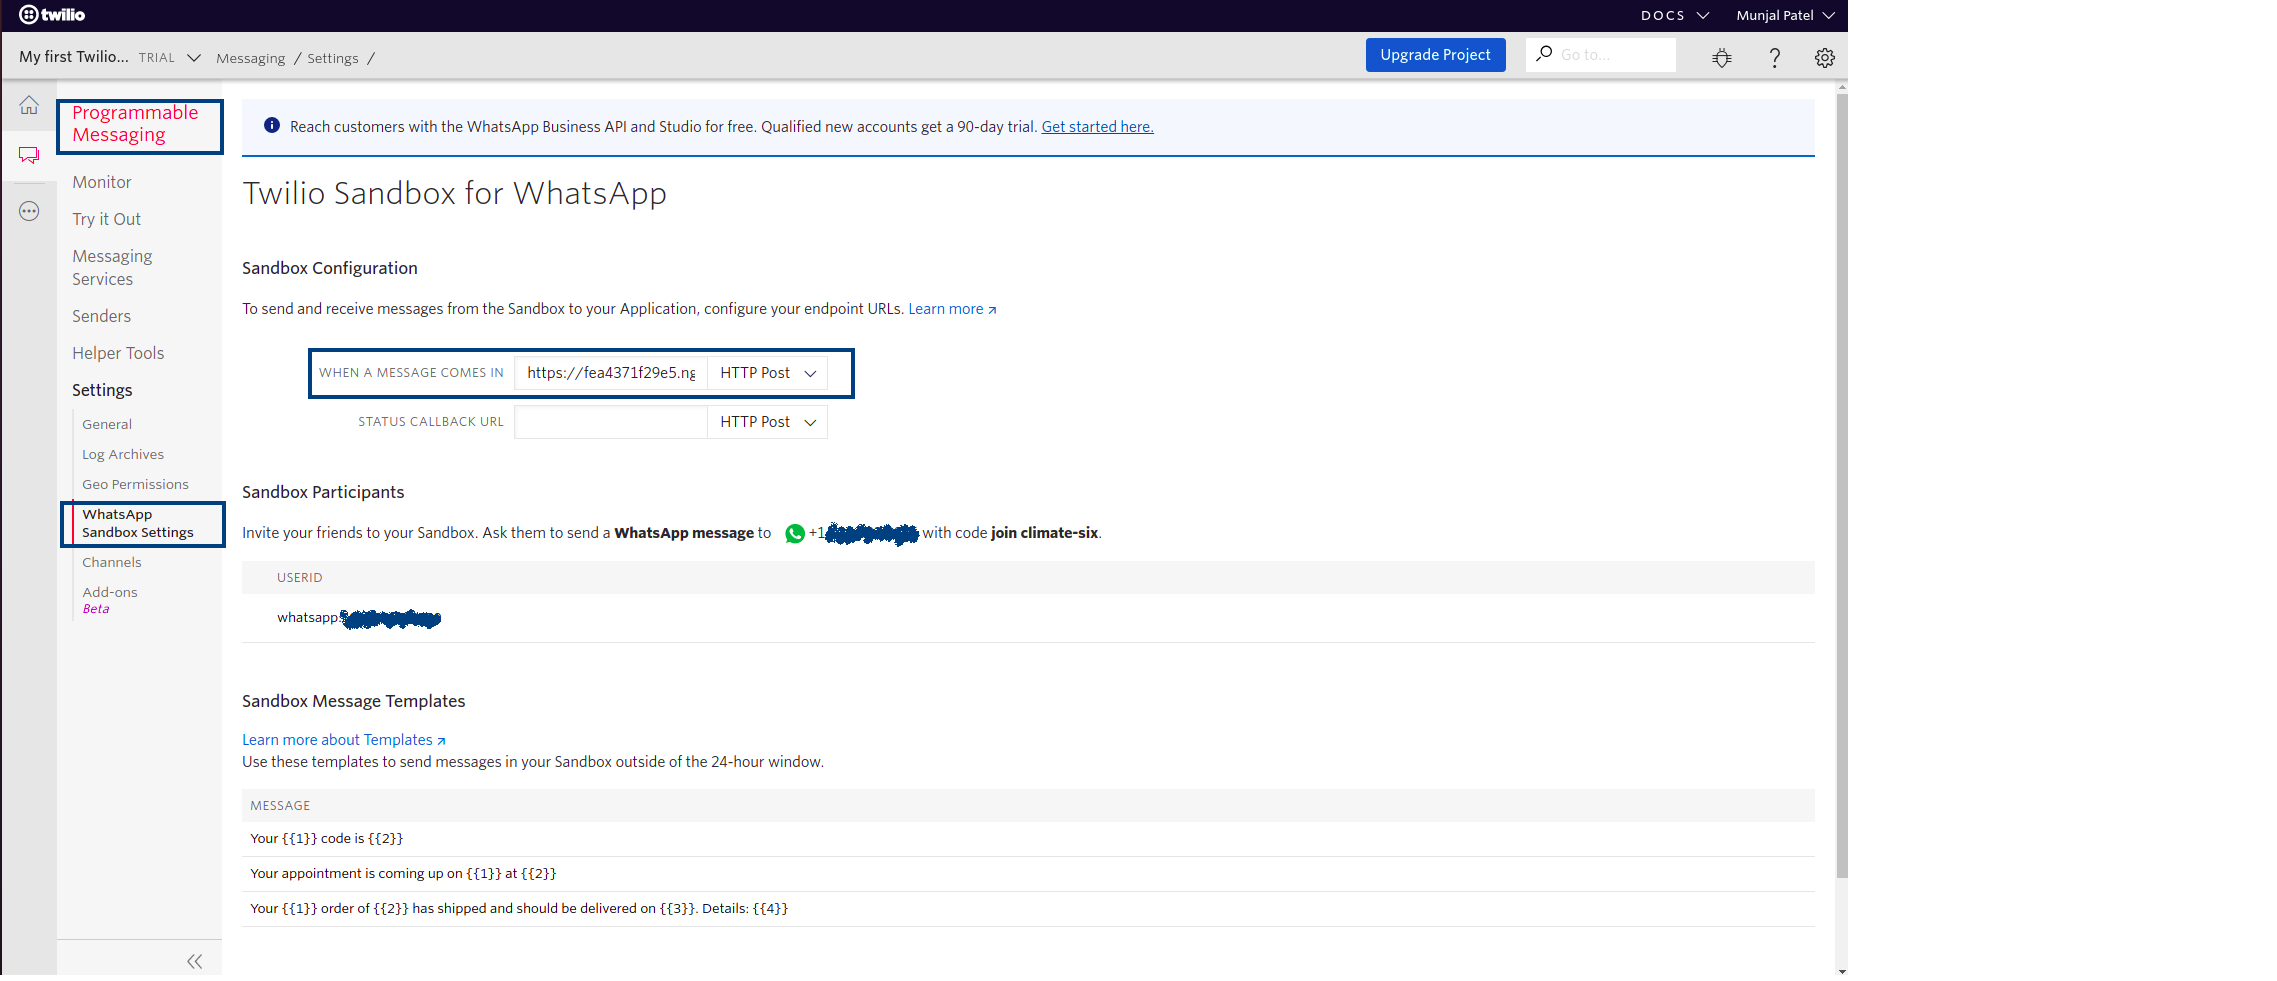 twilio
DOCS
Munjal Patel
My first Twilio... TRIAL Messaging / Settings /
Upgrade Project
Go to...
Programmable
Messaging
Monitor
Try it Out
Messaging
Services
Senders
Helper Tools
Settings
General
Log Archives
Geo Permissions
WhatsApp
Sandbox Settings
Channels
Add-ons
Beta
Reach customers with the WhatsApp Business API and Studio for free. Qualified new accounts get a 90-day trial. Get started here.
Twilio Sandbox for WhatsApp
Sandbox Configuration
To send and receive messages from the Sandbox to your Application, configure your endpoint URLs. Learn more
WHEN A MESSAGE COMES IN https://fea4371f29e5.ng HTTP Post
STATUS CALLBACK URL HTTP Post
Sandbox Participants
Invite your friends to your Sandbox. Ask them to send a WhatsApp message to +1 with code join climate-six.
USERID
whatsapp:
Sandbox Message Templates
Learn more about Templates
Use these templates to send messages in your Sandbox outside of the 24-hour window.
MESSAGE
Your {{1}} code is {{2}}
Your appointment is coming up on {{1}} at {{2}}
Your {{1}} order of {{2}} has shipped and should be delivered on {{3}}. Details: {{4}}